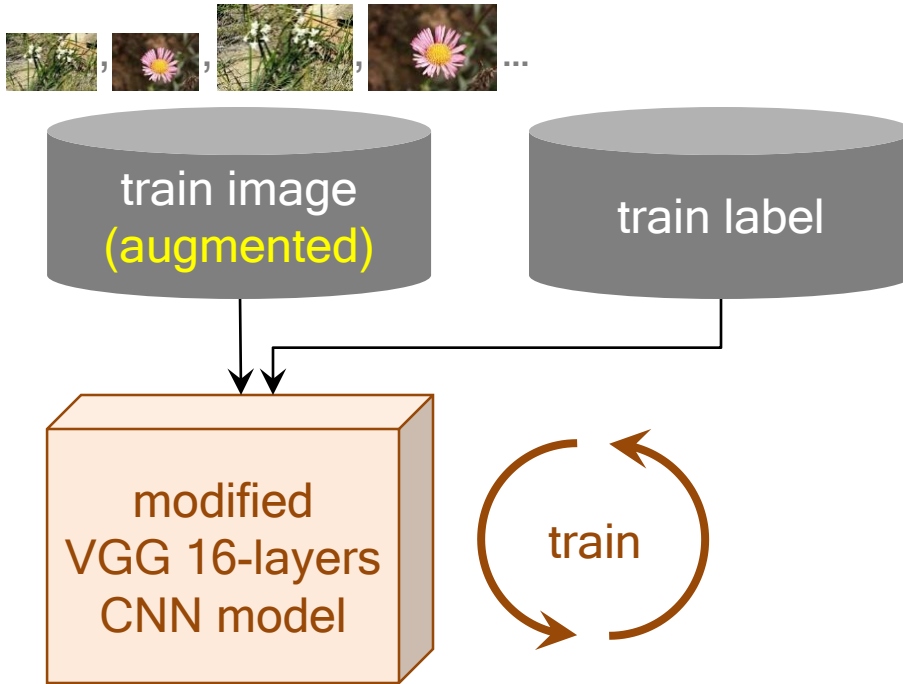 , , , ...
train image
(augmented)
train label
modified
VGG 16-layers
CNN model
train